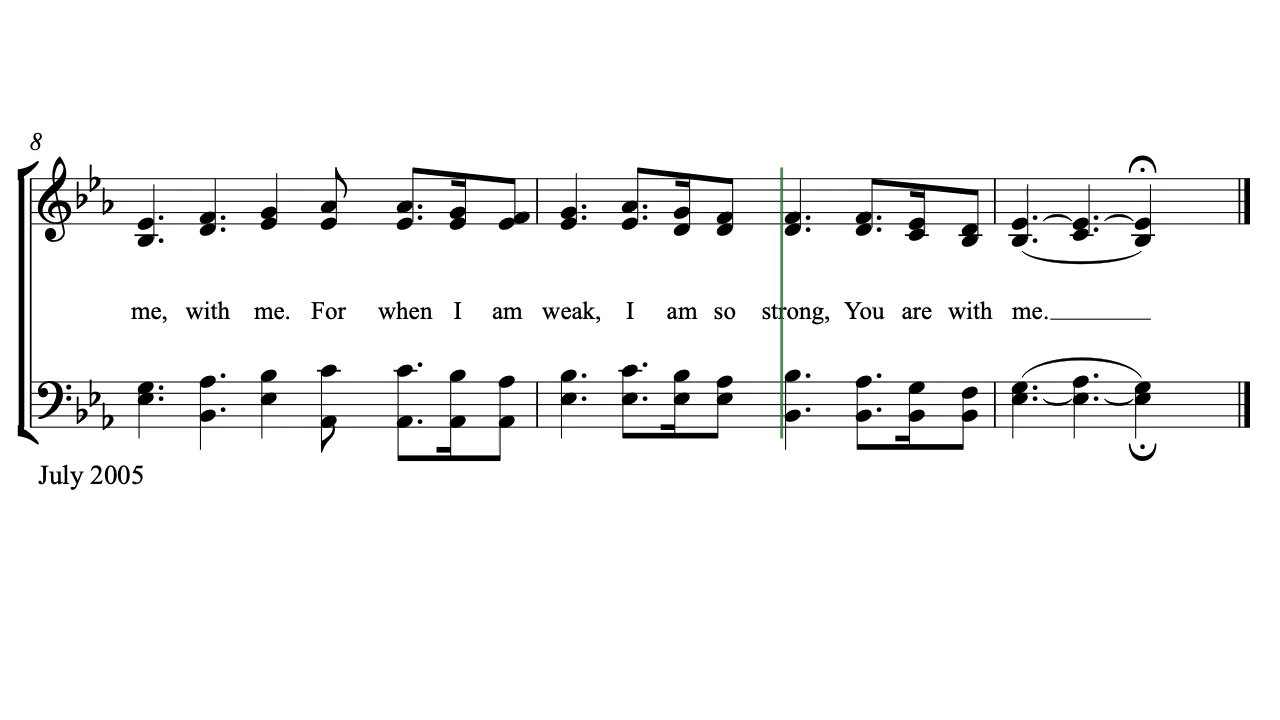 8
me, with me. For when I am weak, I am so strong, You are with me.
July 2005